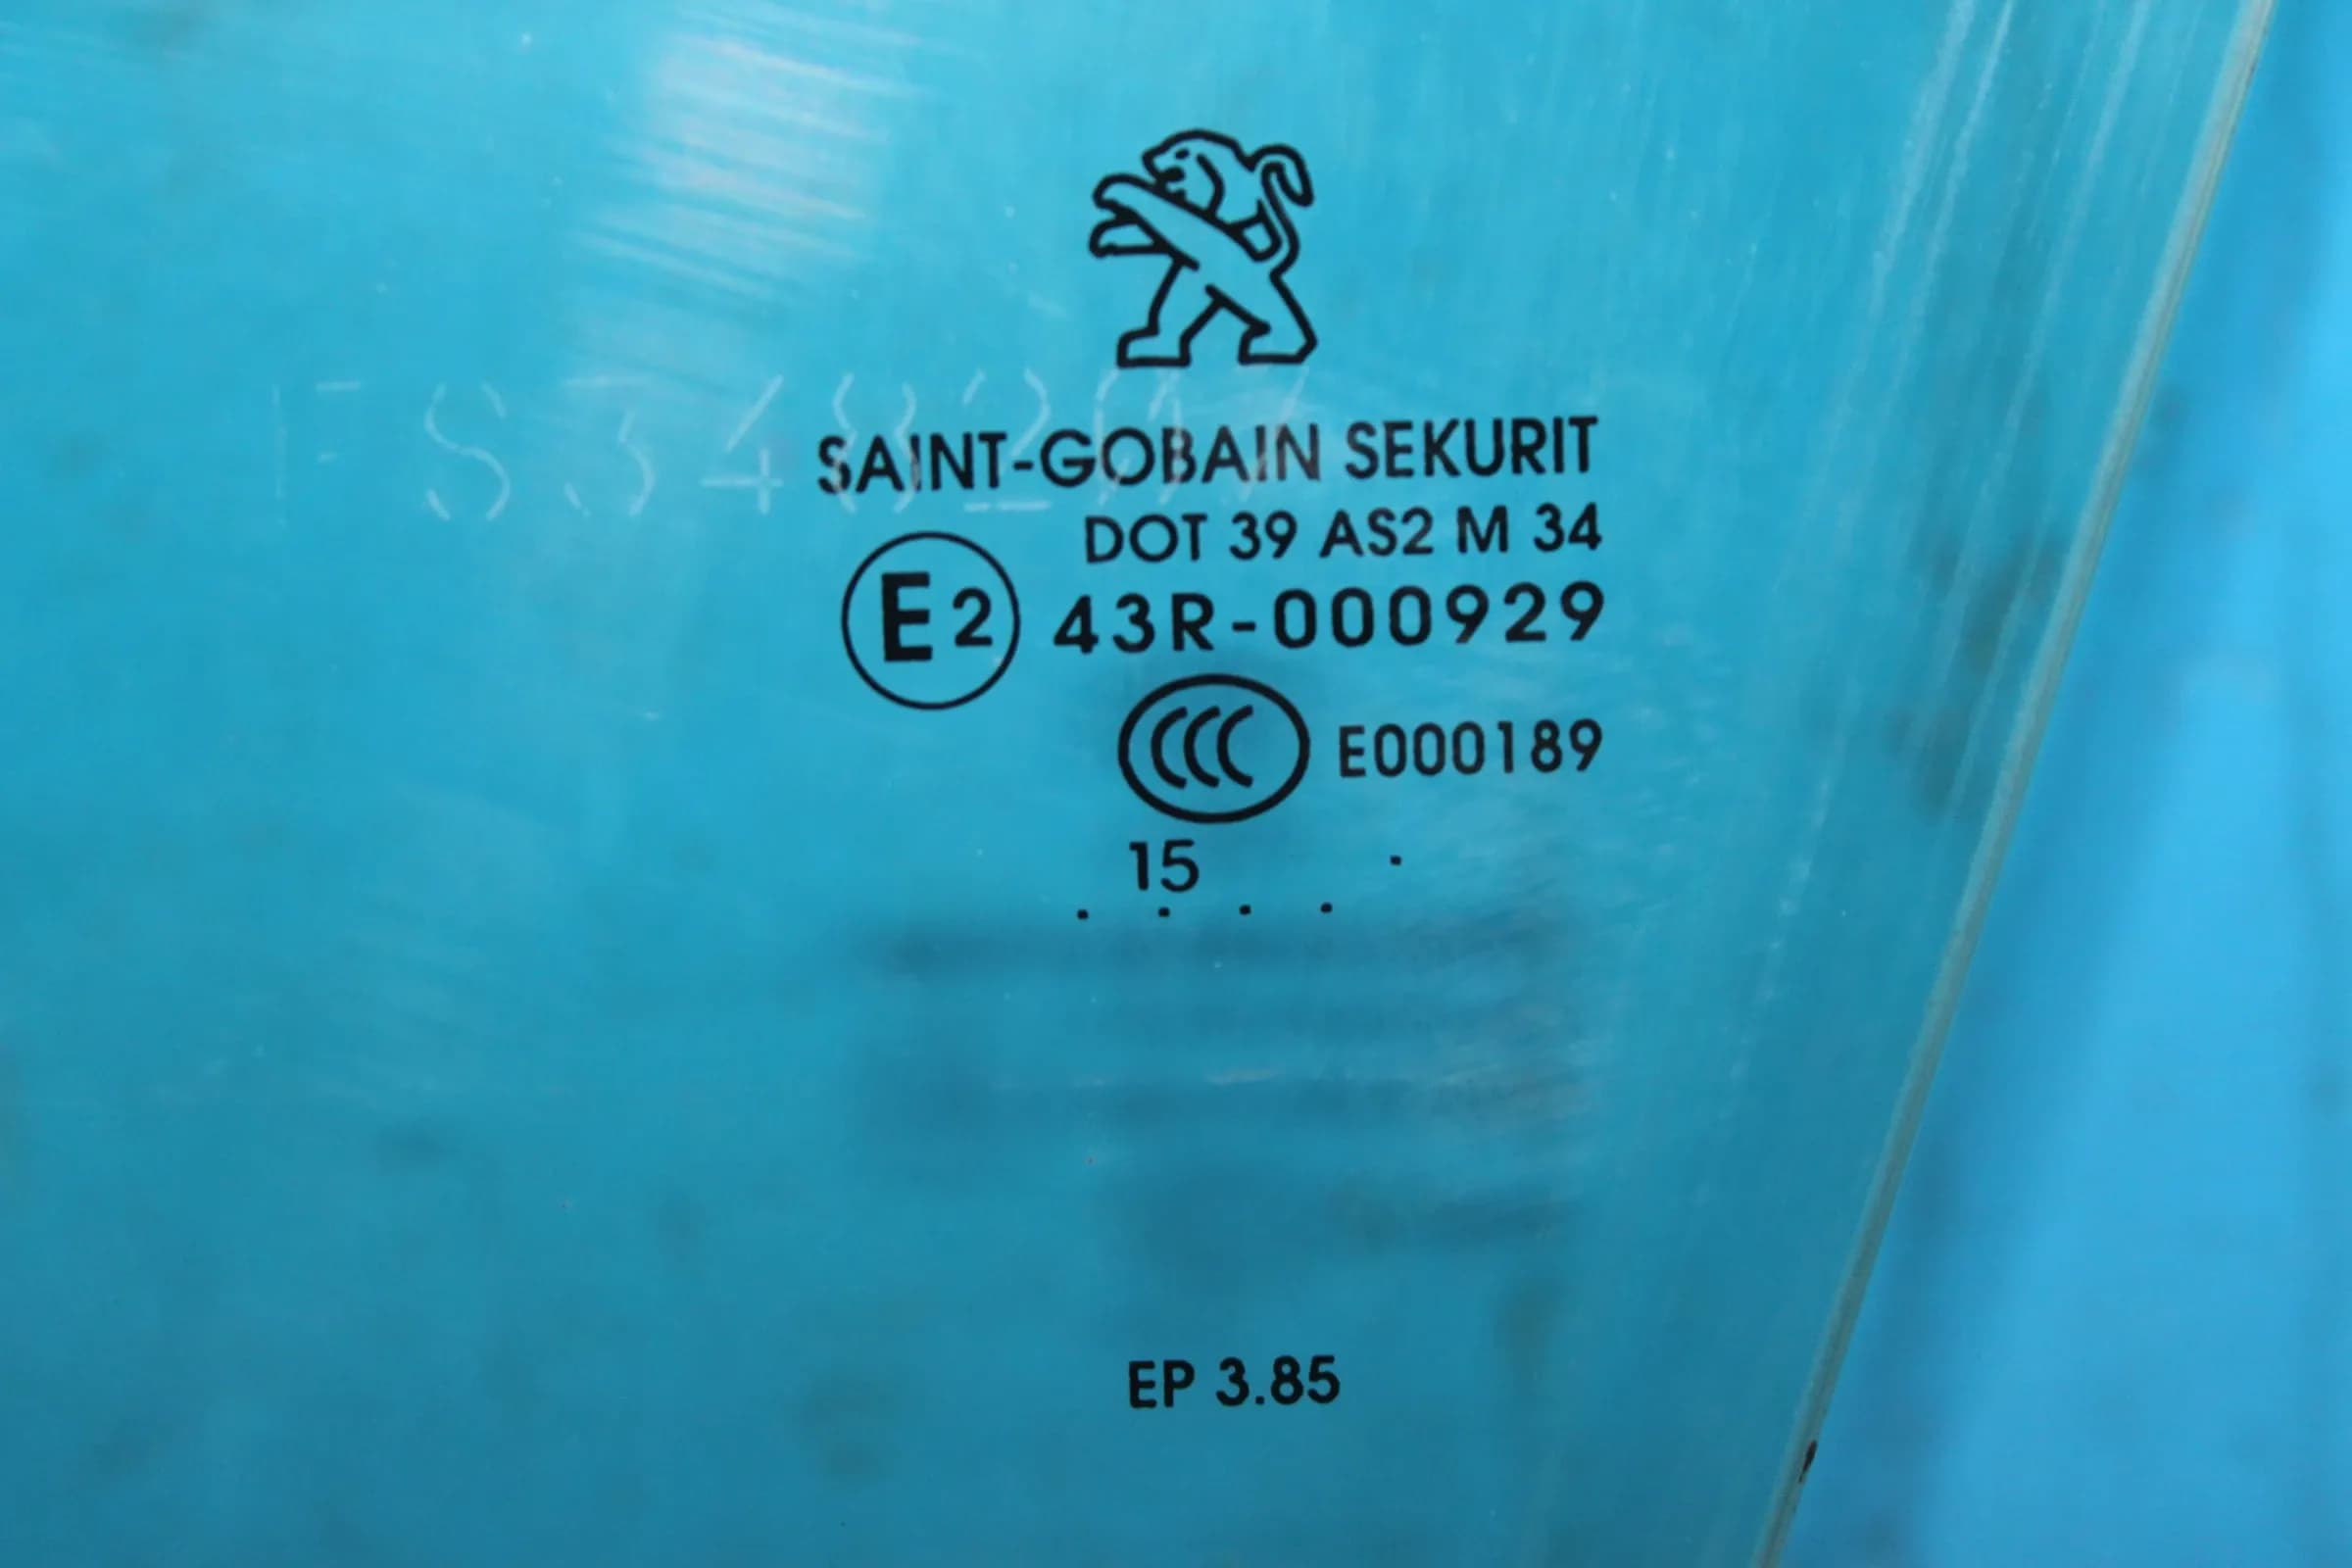 SAINT-GOBAIN SEKURIT
DOT 39 AS2 M 34
E2 43R-000929
CCC E000189
15
EP 3.85